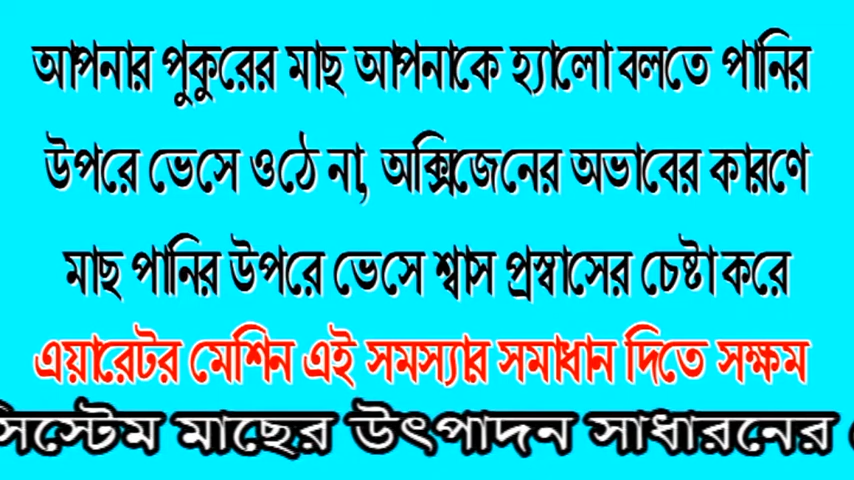 আপনার পুকুরের মাছ আপনাকে হ্যালো বলতে পানির
উপরে ভেসে ওঠে না, অক্সিজেনের অভাবের কারণে
মাছ পানির উপরে ভেসে শ্বাস প্রস্বাসের চেষ্টা করে
এয়ারেটর মেশিন এই সমস্যার সমাধান দিতে সক্ষম
সিস্টেম মাছের উৎপাদন সাধারনের